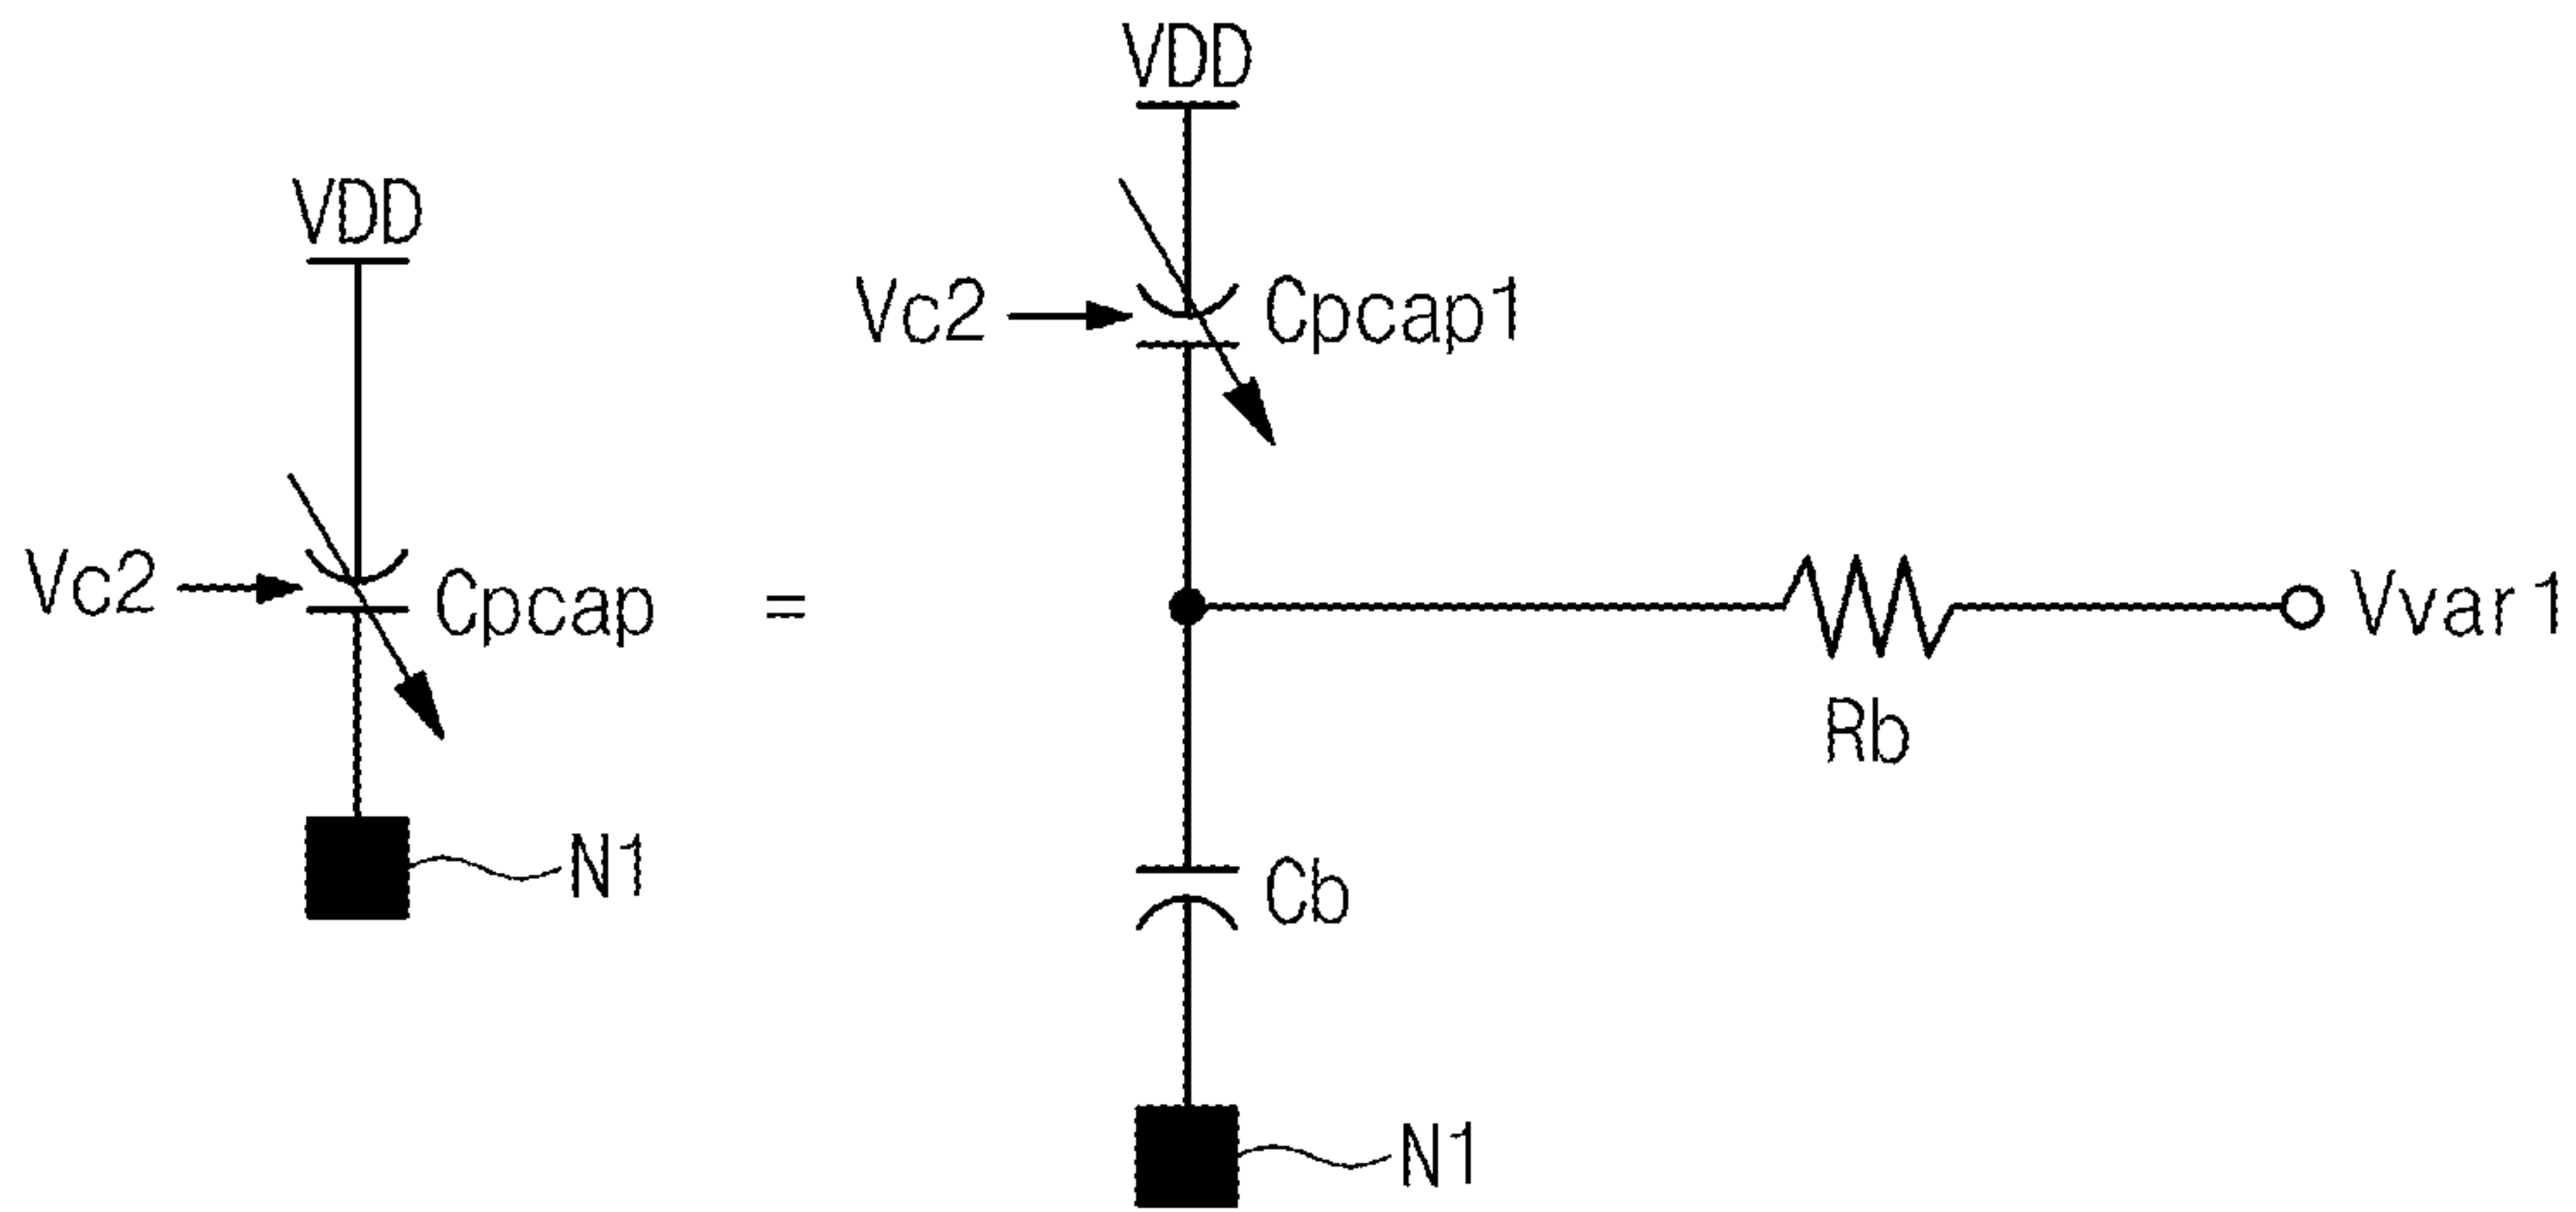 VDD
Vc2
Cpcap
N1
=
VDD
Vc2
Cpcap1
Rb
Vvar1
Cb
N1